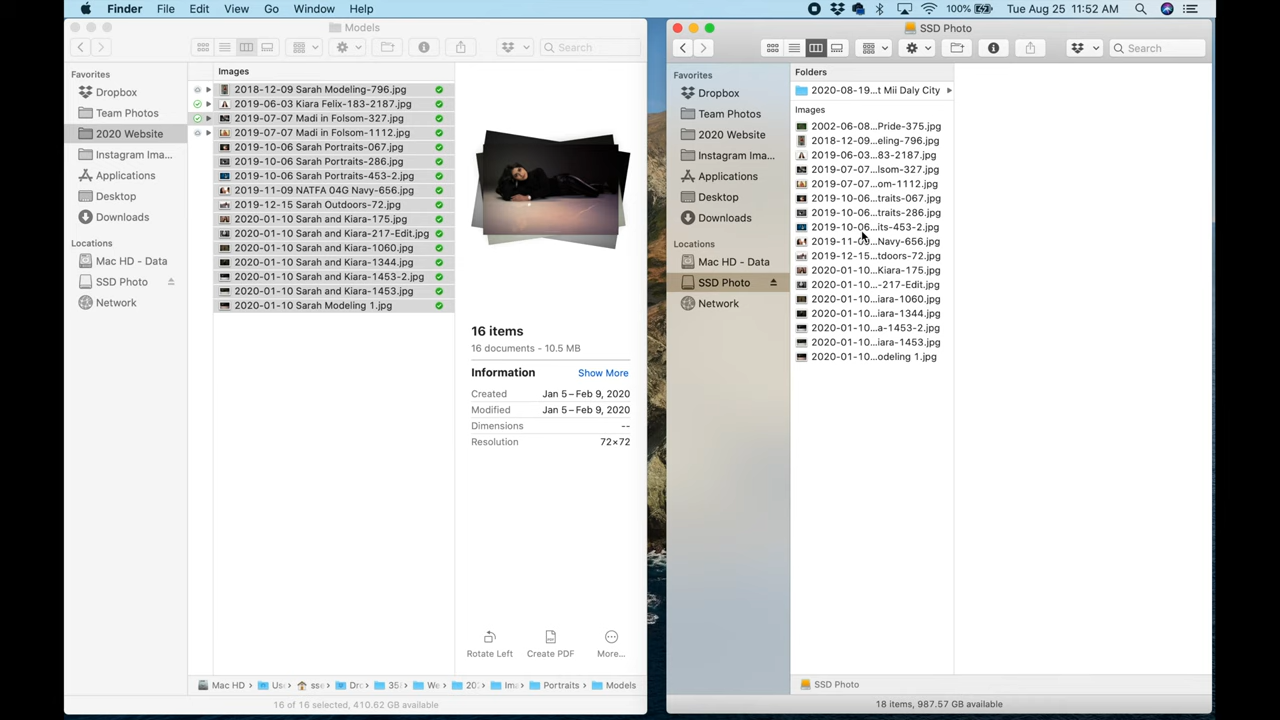 Finder File Edit View Go Window Help 100% Tue Aug 25 11:52 AM
Models
Search
Favorites
Dropbox
Team Photos
2020 Website
Instagram Ima...
Applications
Desktop
Downloads
Locations
Mac HD - Data
SSD Photo
Network
Images
2018-12-09 Sarah Modeling-796.jpg
2019-06-03 Kiara Felix-183-2187.jpg
2019-07-07 Madi in Folsom-327.jpg
2019-07-07 Madi in Folsom-1112.jpg
2019-10-06 Sarah Portraits-067.jpg
2019-10-06 Sarah Portraits-286.jpg
2019-10-06 Sarah Portraits-453-2.jpg
2019-11-09 NATFA 04G Navy-656.jpg
2019-12-15 Sarah Outdoors-72.jpg
2020-01-10 Sarah and Kiara-175.jpg
2020-01-10 Sarah and Kiara-217-Edit.jpg
2020-01-10 Sarah and Kiara-1060.jpg
2020-01-10 Sarah and Kiara-1344.jpg
2020-01-10 Sarah and Kiara-1453-2.jpg
2020-01-10 Sarah and Kiara-1453.jpg
2020-01-10 Sarah Modeling 1.jpg
16 items
16 documents - 10.5 MB
Information Show More
Created Jan 5 – Feb 9, 2020
Modified Jan 5 – Feb 9, 2020
Dimensions --
Resolution 72×72
Rotate Left Create PDF More...
Mac HD Us‹ sse Dro 35 We 20 Ima Portraits Models
16 of 16 selected, 410.62 GB available
SSD Photo
Search
Favorites
Dropbox
Team Photos
2020 Website
Instagram Ima...
Applications
Desktop
Downloads
Locations
Mac HD - Data
SSD Photo
Network
Folders
2020-08-19...t Mii Daly City
Images
2002-06-08...Pride-375.jpg
2018-12-09...eling-796.jpg
2019-06-03...83-2187.jpg
2019-07-07...lsom-327.jpg
2019-07-07...om-1112.jpg
2019-10-06...traits-067.jpg
2019-10-06...traits-286.jpg
2019-10-06...its-453-2.jpg
2019-11-09...Navy-656.jpg
2019-12-15...tdoors-72.jpg
2020-01-10...Kiara-175.jpg
2020-01-10...-217-Edit.jpg
2020-01-10...iara-1060.jpg
2020-01-10...iara-1344.jpg
2020-01-10...a-1453-2.jpg
2020-01-10...iara-1453.jpg
2020-01-10...odeling 1.jpg
SSD Photo
18 items, 987.57 GB available